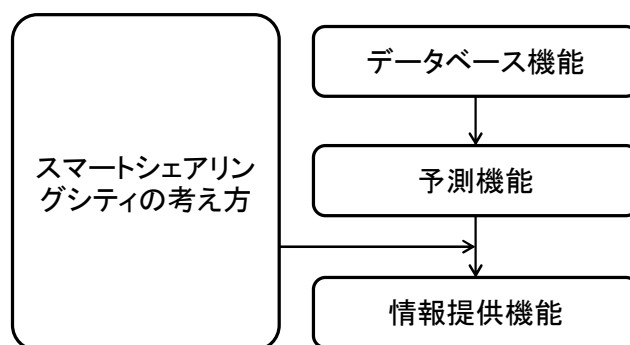 スマートシェアリン
グシティの考え方
データベース機能
予測機能
情報提供機能